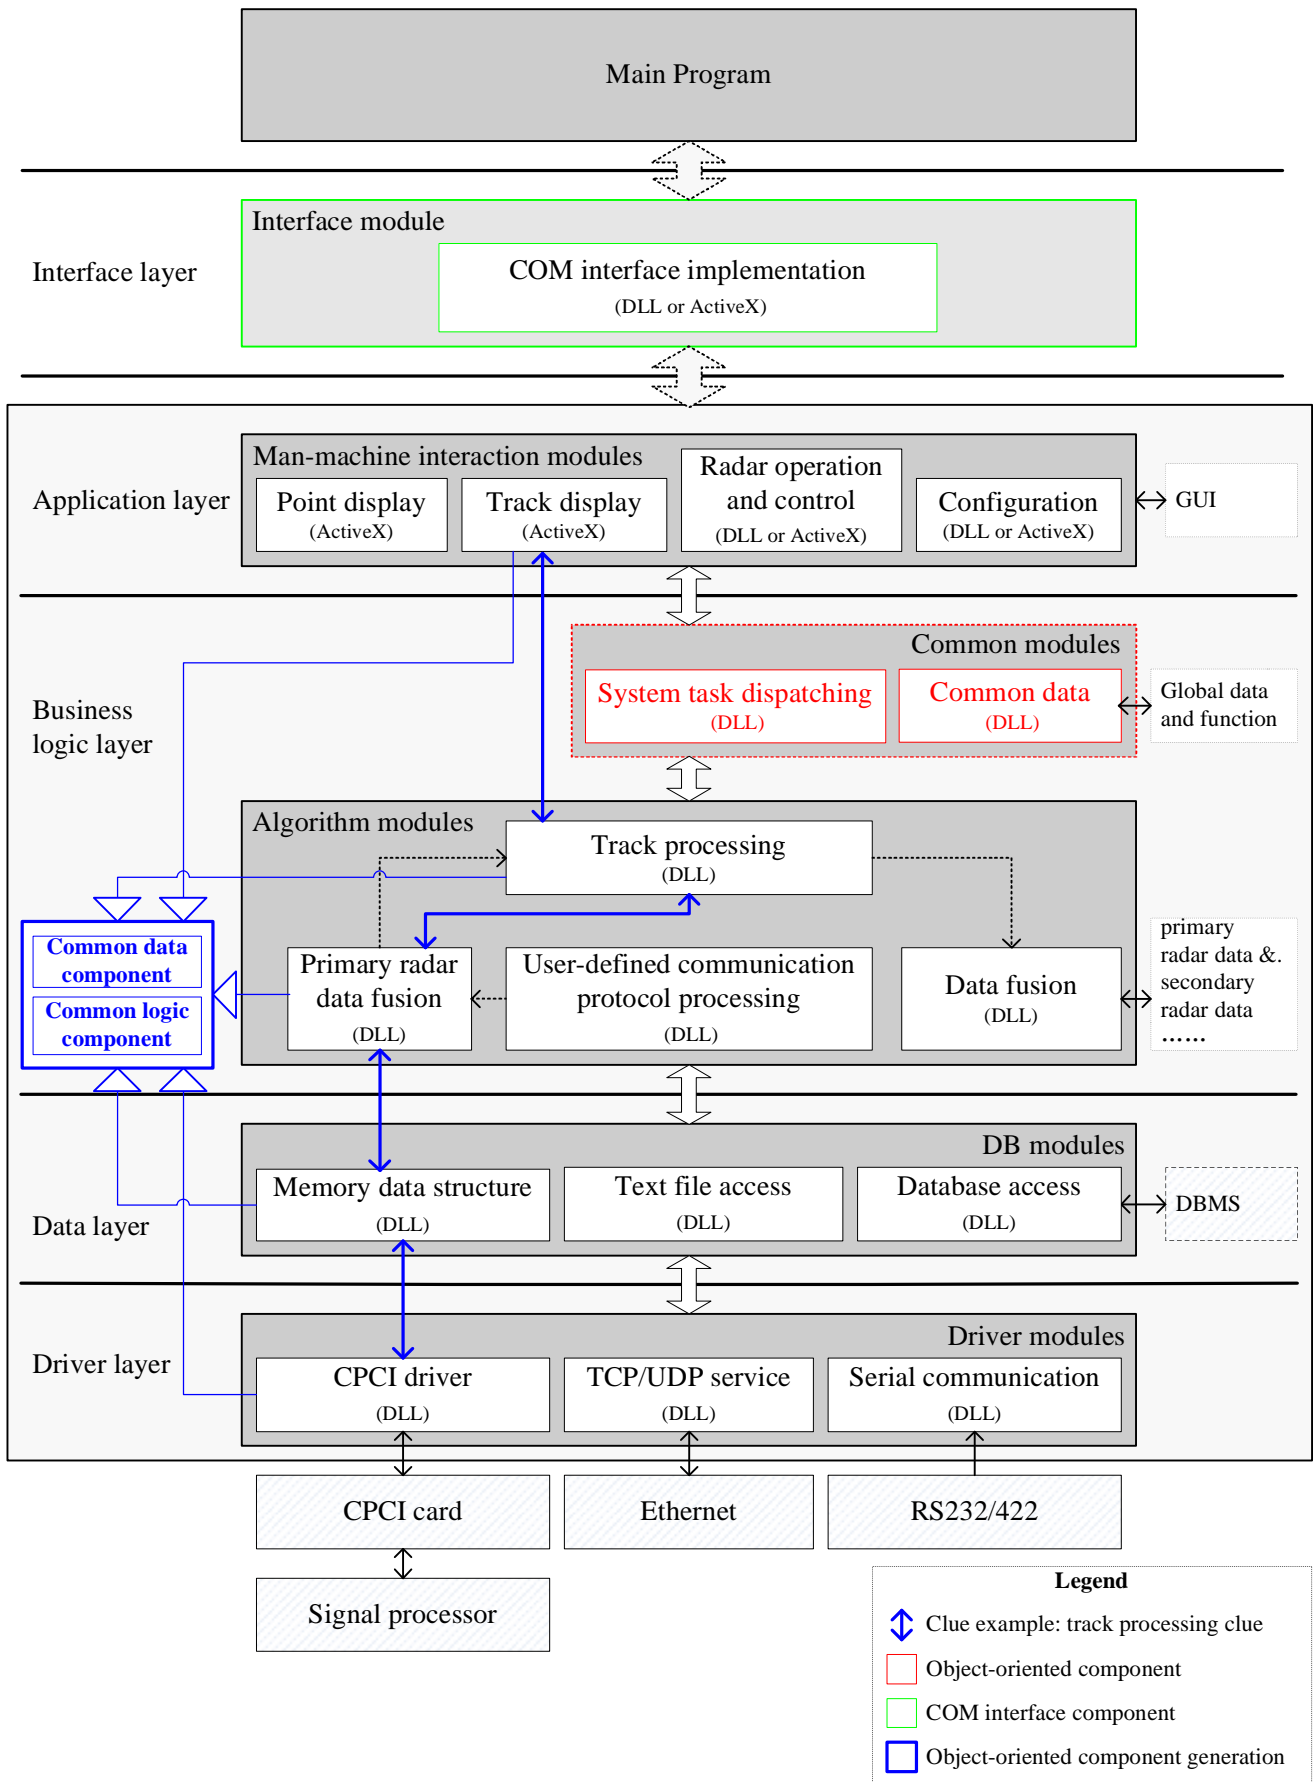 Main Program
Interface layer
Interface module
COM interface implementation
(DLL or ActiveX)
Application layer
Man-machine interaction modules
Point display
(ActiveX)
Track display
(ActiveX)
Radar operation
and control
(DLL or ActiveX)
Configuration
(DLL or ActiveX)
GUI
Business
logic layer
Common modules
System task dispatching
(DLL)
Common data
(DLL)
Global data
and function
Algorithm modules
Track processing
(DLL)
Common data
component
Common logic
component
Primary radar
data fusion
(DLL)
User-defined communication
protocol processing
(DLL)
Data fusion
(DLL)
primary
radar data &.
secondary
radar data
……
Data layer
DB modules
Memory data structure
(DLL)
Text file access
(DLL)
Database access
(DLL)
DBMS
Driver layer
Driver modules
CPCI driver
(DLL)
TCP/UDP service
(DLL)
Serial communication
(DLL)
CPCI card
Ethernet
RS232/422
Signal processor
Legend
Clue example: track processing clue
Object-oriented component
COM interface component
Object-oriented component generation